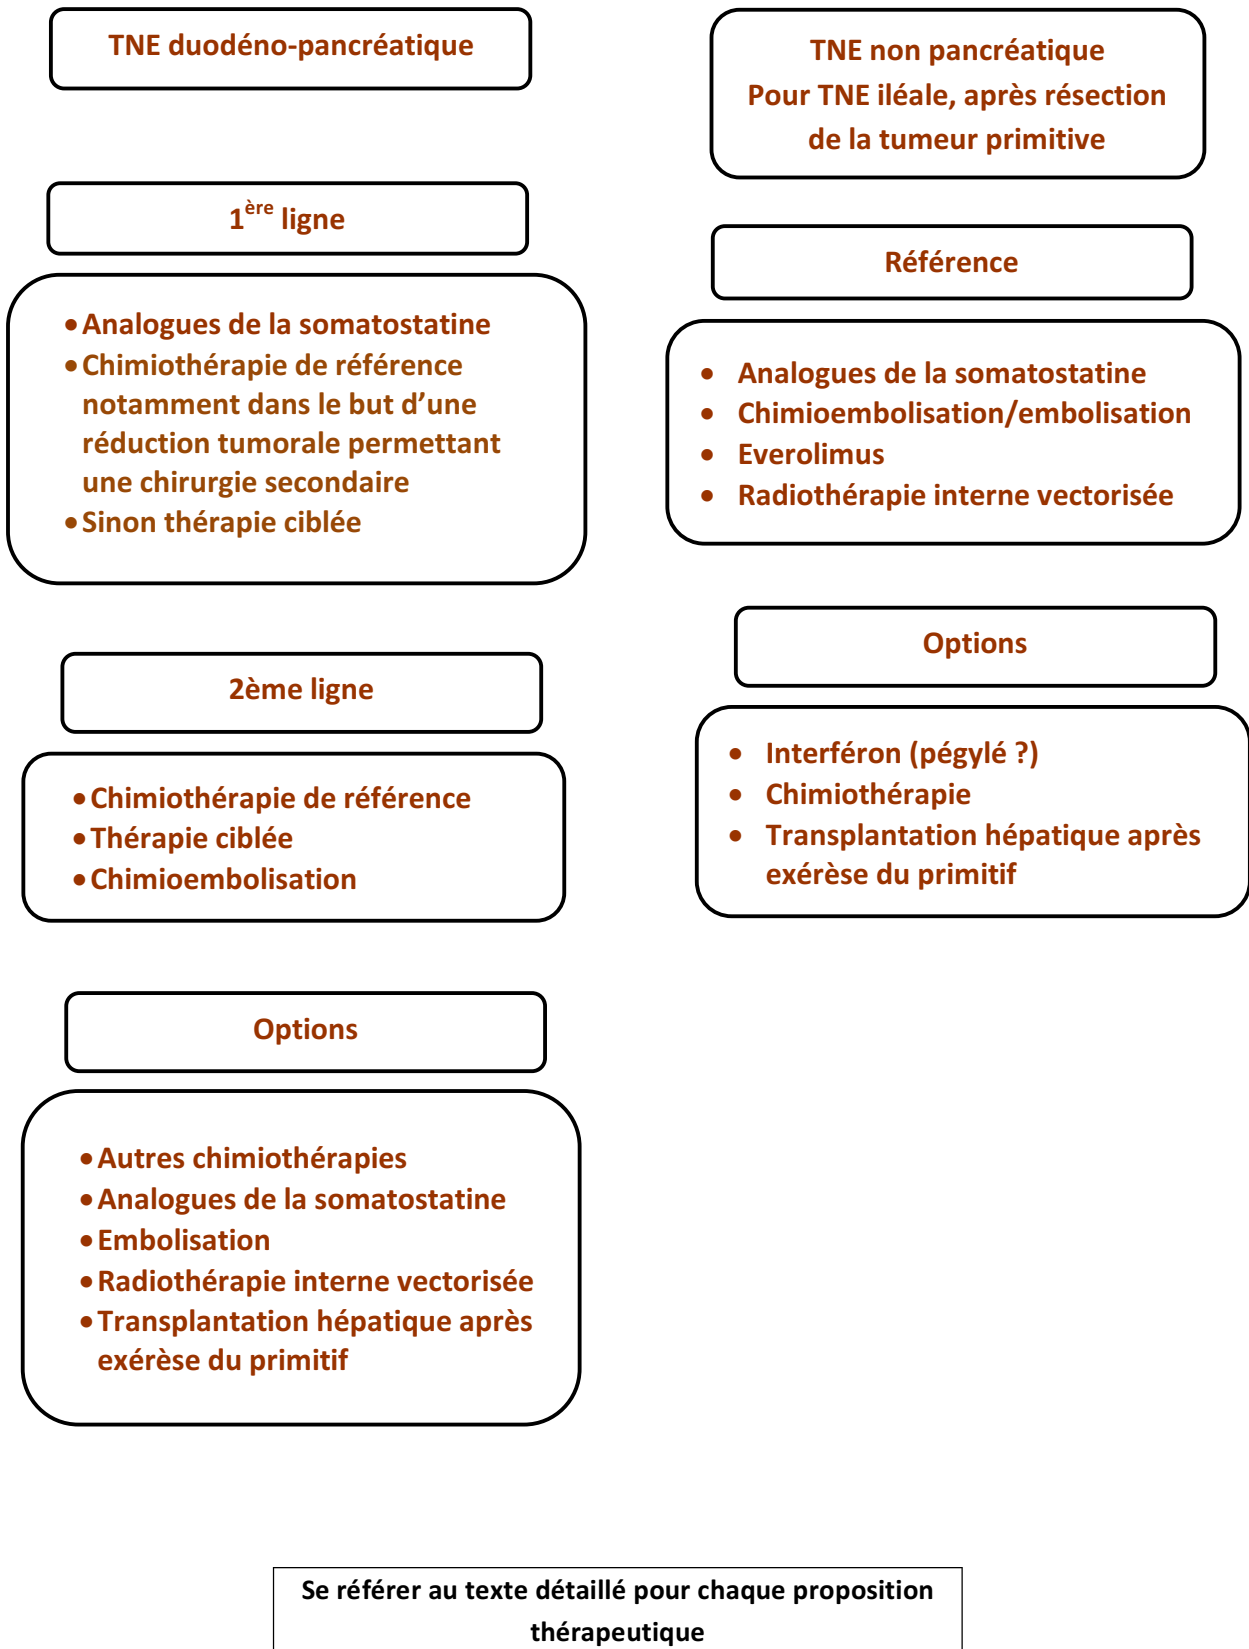 TNE duodéno-pancréatique
1ère ligne
• Analogues de la somatostatine
• Chimiothérapie de référence
notamment dans le but d’une
réduction tumorale permettant
une chirurgie secondaire
• Sinon thérapie ciblée
2ème ligne
• Chimiothérapie de référence
• Thérapie ciblée
• Chimioembolisation
Options
• Autres chimiothérapies
• Analogues de la somatostatine
• Embolisation
• Radiothérapie interne vectorisée
• Transplantation hépatique après
exérèse du primitif
TNE non pancréatique
Pour TNE iléale, après résection
de la tumeur primitive
Référence
• Analogues de la somatostatine
• Chimioembolisation/embolisation
• Everolimus
• Radiothérapie interne vectorisée
Options
• Interféron (pégylé ?)
• Chimiothérapie
• Transplantation hépatique après
exérèse du primitif
Se référer au texte détaillé pour chaque proposition
thérapeutique